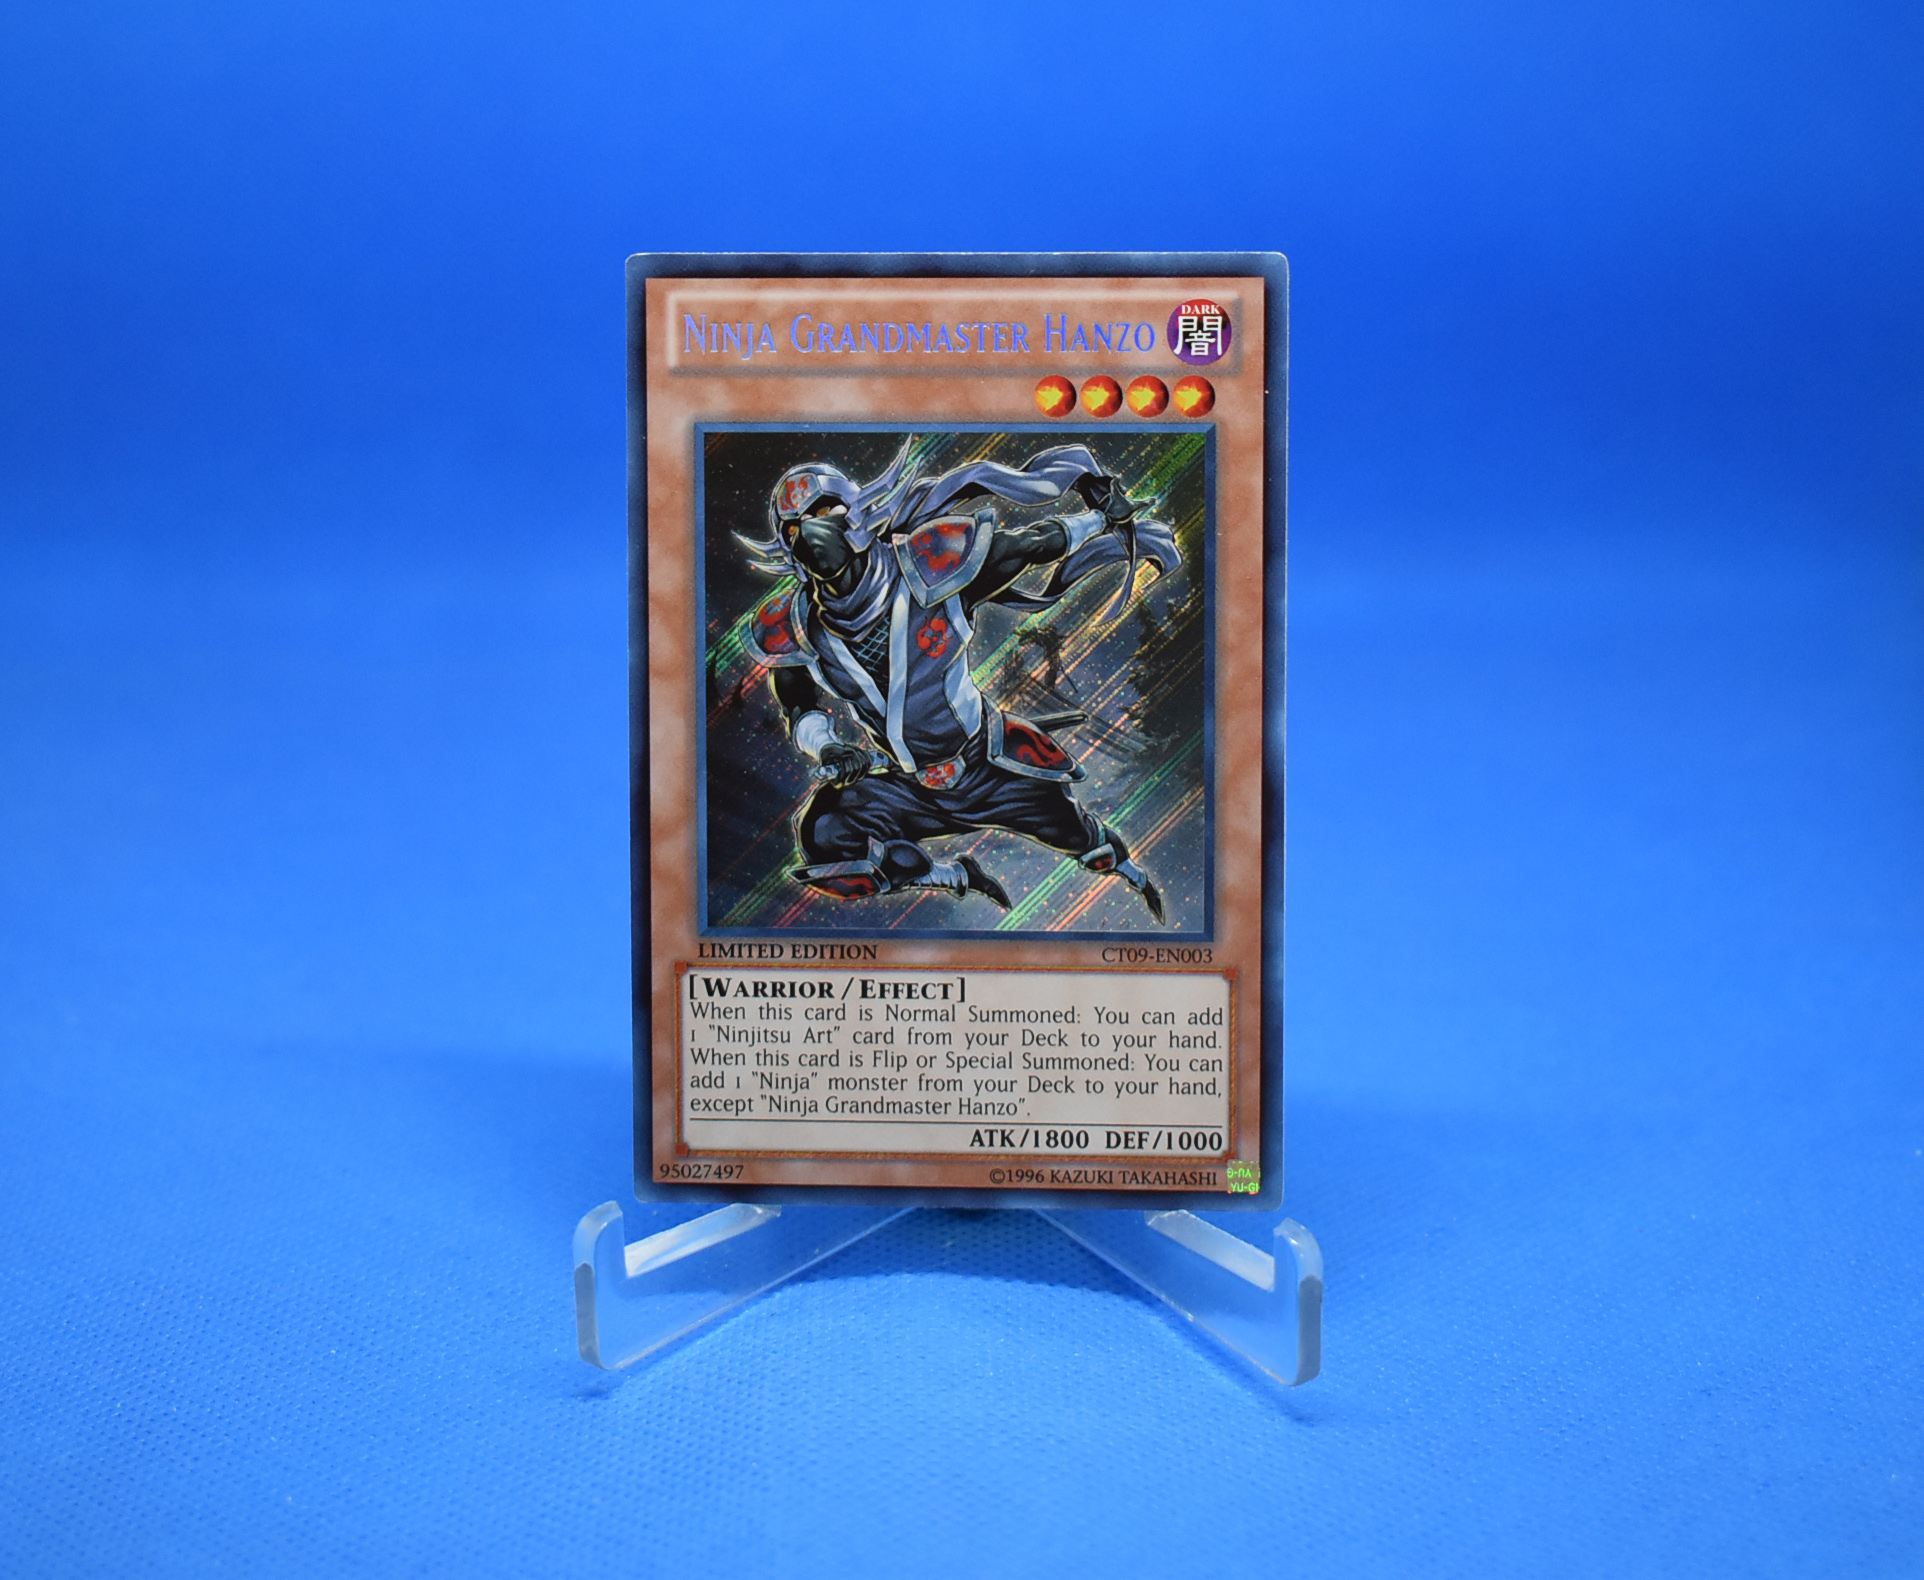 NINJA GRANDMASTER HANZO
DARK
闇
LIMITED EDITION
CT09-EN003
[WARRIOR/EFFECT]
When this card is Normal Summoned: You can add
1 "Ninjitsu Art" card from your Deck to your hand.
When this card is Flip or Special Summoned: You can
add 1 "Ninja" monster from your Deck to your hand,
except "Ninja Grandmaster Hanzo".
ATK/1800 DEF/1000
95027497
©1996 KAZUKI TAKAHASHI
YU-GI